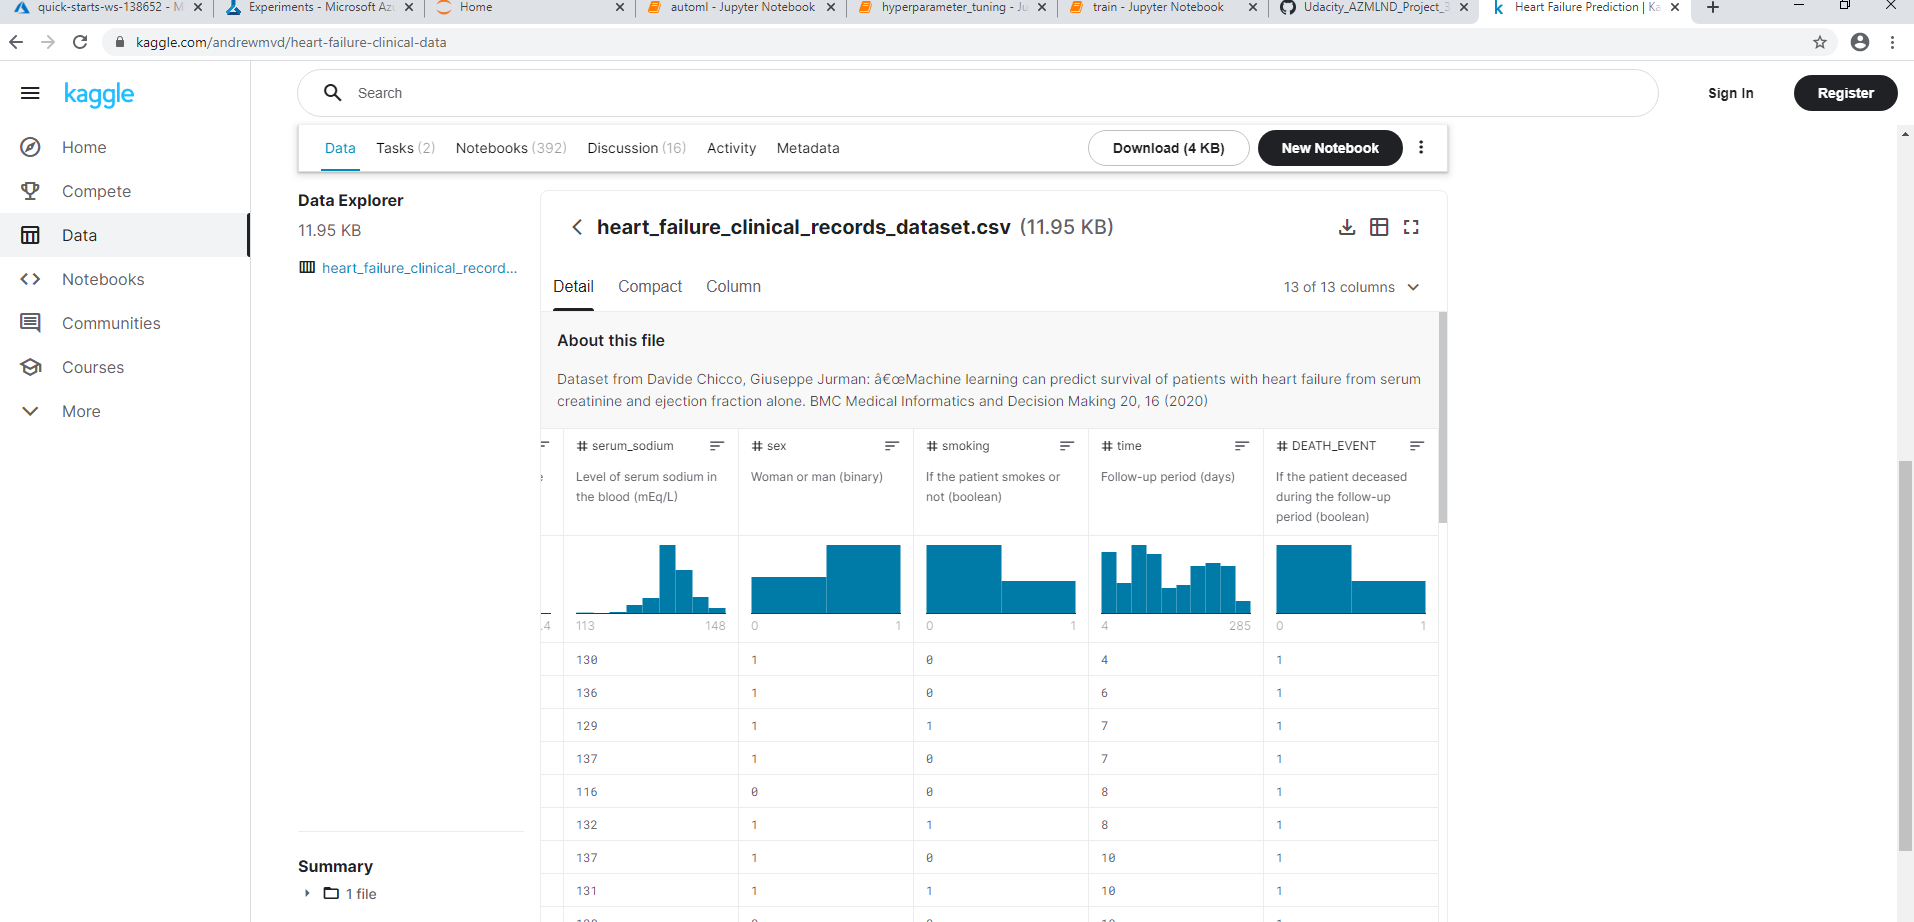 quick-starts-ws-138652 - M
Experiments - Microsoft Az
Home
automl - Jupyter Notebook
hyperparameter_tuning - Ju
train - Jupyter Notebook
Udacity_AZMLND_Project_3
Heart Failure Prediction | Ka
kaggle.com/andrewmvd/heart-failure-clinical-data
kaggle
Search
Sign In
Register
Home
Compete
Data
Notebooks
Communities
Courses
More
Data Tasks (2) Notebooks (392) Discussion (16) Activity Metadata
Download (4 KB)
New Notebook
Data Explorer
11.95 KB
heart_failure_clinical_record...
Summary
1 file
heart_failure_clinical_records_dataset.csv (11.95 KB)
Detail Compact Column
13 of 13 columns
About this file
Dataset from Davide Chicco, Giuseppe Jurman: â€œMachine learning can predict survival of patients with heart failure from serum
creatinine and ejection fraction alone. BMC Medical Informatics and Decision Making 20, 16 (2020)
# serum_sodium # sex # smoking # time # DEATH_EVENT
Level of serum sodium in
the blood (mEq/L)
Woman or man (binary)
If the patient smokes or
not (boolean)
Follow-up period (days)
If the patient deceased
during the follow-up
period (boolean)
.4 113 148 0 1 0 1 4 285 0 1
130 1 0 4 1
136 1 0 6 1
129 1 1 7 1
137 1 0 7 1
116 0 0 8 1
132 1 1 8 1
137 1 0 10 1
131 1 1 10 1